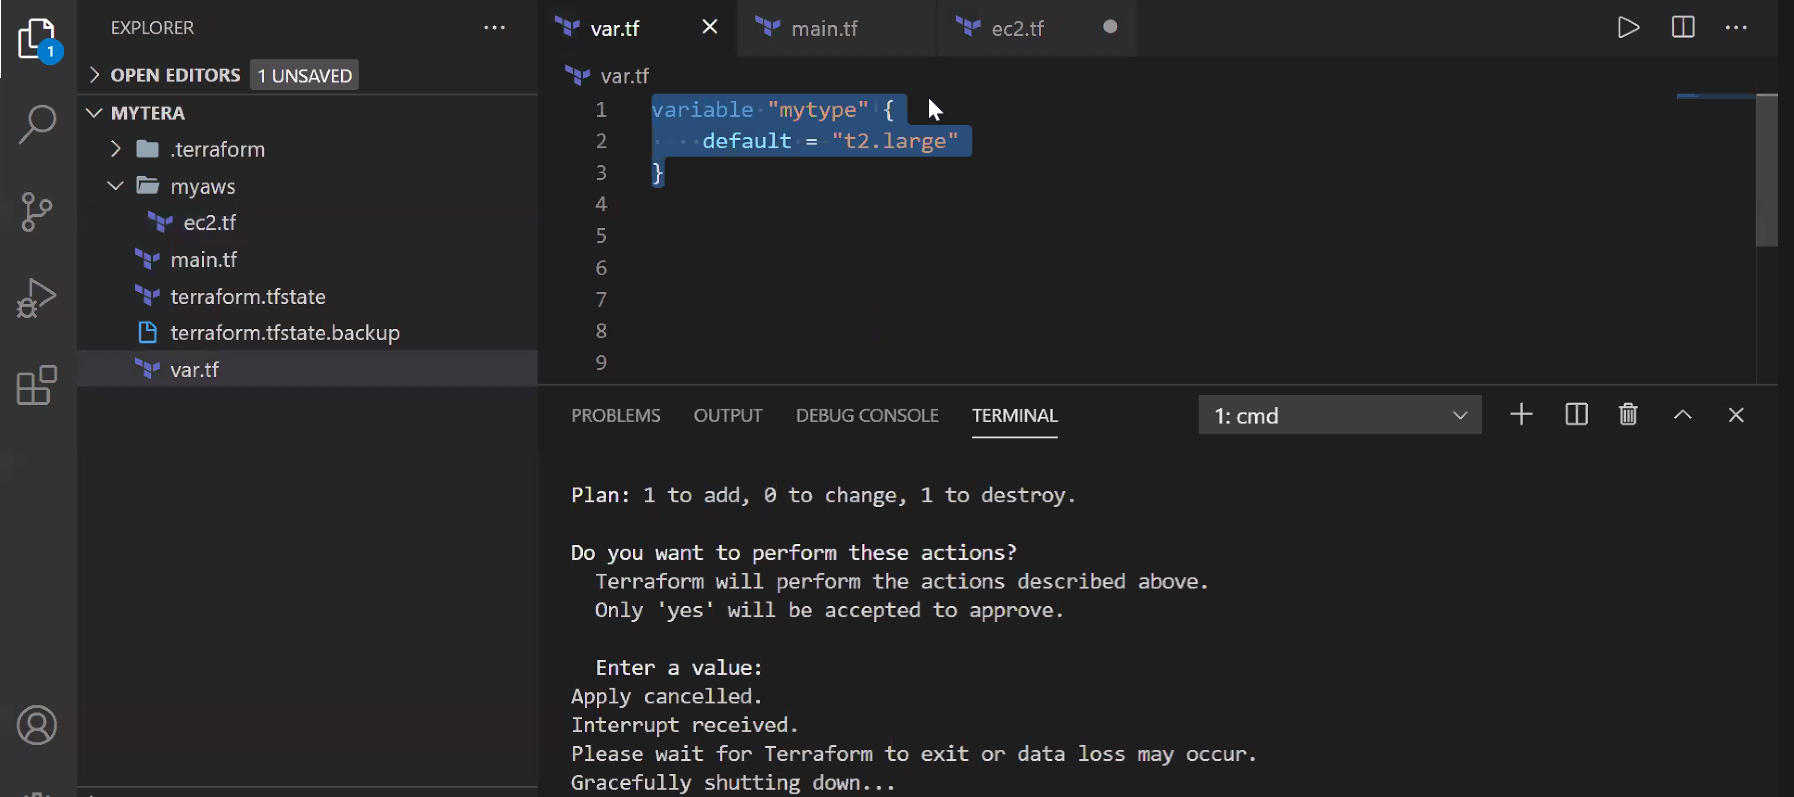 EXPLORER
1
OPEN EDITORS 1 UNSAVED
MYTERA
.terraform
myaws
ec2.tf
main.tf
terraform.tfstate
terraform.tfstate.backup
var.tf
var.tf main.tf ec2.tf
var.tf
1 variable "mytype" {
2 default = "t2.large"
3 }
4
5
6
7
8
9
PROBLEMS OUTPUT DEBUG CONSOLE TERMINAL 1: cmd
Plan: 1 to add, 0 to change, 1 to destroy.
Do you want to perform these actions?
Terraform will perform the actions described above.
Only 'yes' will be accepted to approve.
Enter a value:
Apply cancelled.
Interrupt received.
Please wait for Terraform to exit or data loss may occur.
Gracefully shutting down...